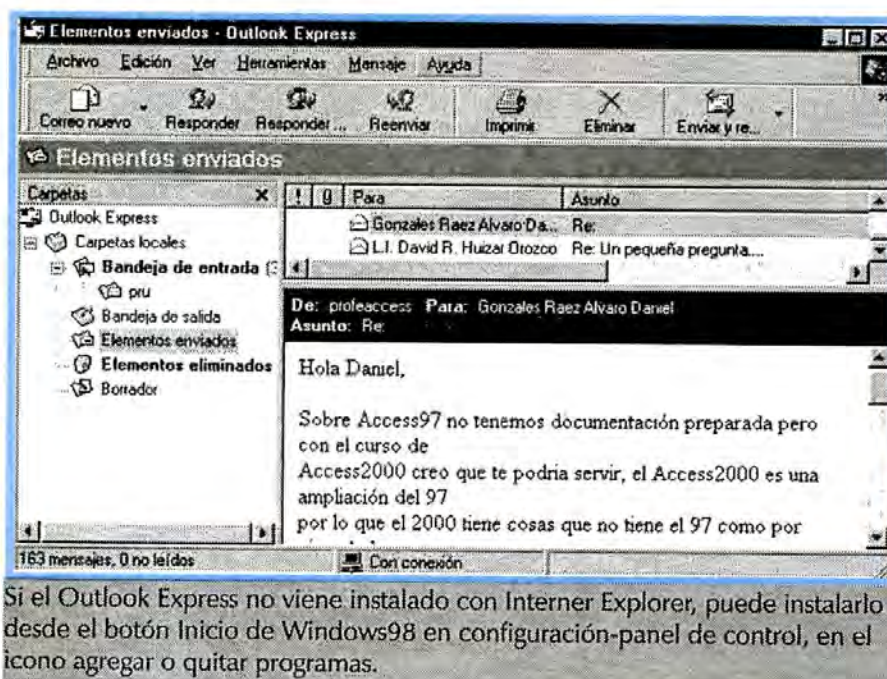 Elementos enviados - Outlook Express
Archivo Edición Ver Herramientas Mensaje Ayuda
Correo nuevo Responder Responder ... Reenviar Imprimir Eliminar Enviar y re...
Elementos enviados
Carpetas
Outlook Express
Carpetas locales
Bandeja de entrada
pru
Bandeja de salida
Elementos enviados
Elementos eliminados
Borrador
Para Asunto
Gonzales Raez Alvaro Da... Re:
L.I. David R. Huizar Orozco Re: Un pequeña pregunta....
De: profeaccess Para: Gonzales Raez Alvaro Daniel
Asunto: Re:
Hola Daniel,
Sobre Access97 no tenemos documentación preparada pero
con el curso de
Access2000 creo que te podria servir, el Access2000 es una
ampliación del 97
por lo que el 2000 tiene cosas que no tiene el 97 como por
163 mensajes, 0 no leídos Con conexión
Si el Outlook Express no viene instalado con Interner Explorer, puede instalarlo
desde el botón Inicio de Windows98 en configuración-panel de control, en el
icono agregar o quitar programas.